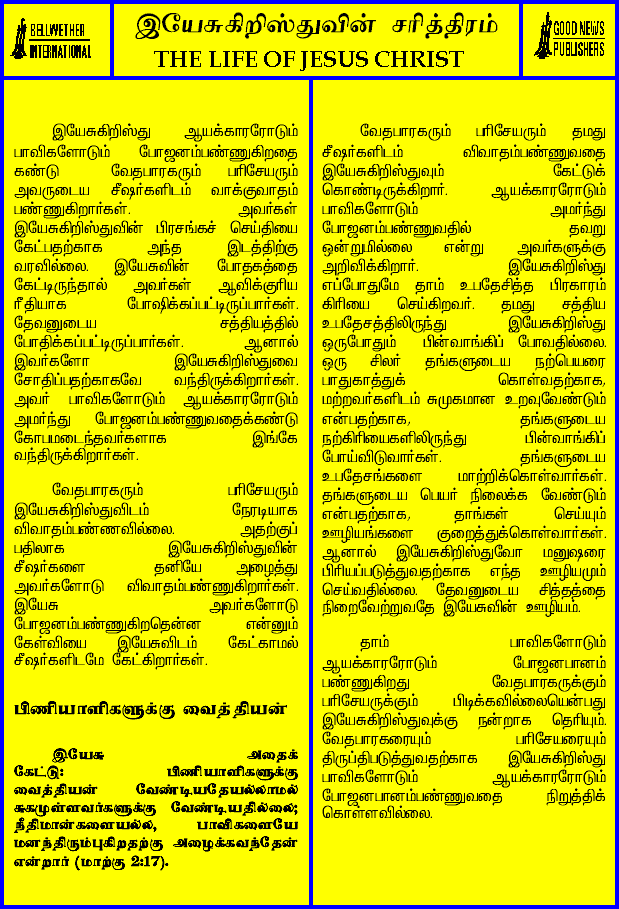 BELLWETHER
INTERNATIONAL
இயேசுகிறிஸ்துவின் சரித்திரம்
THE LIFE OF JESUS CHRIST
GOOD NEWS
PUBLISHERS
இயேசுகிறிஸ்து ஆயக்காரரோடும்
பாவிகளோடும் போஜனம்பண்ணுகிறதை
கண்டு வேதபாரகரும் பரிசேயரும்
அவருடைய சீஷர்களிடம் வாக்குவாதம்
பண்ணுகிறார்கள். அவர்கள்
இயேசுகிறிஸ்துவின் பிரசங்கச் செய்தியை
கேட்பதற்காக அந்த இடத்திற்கு
வரவில்லை. இயேசுவின் போதகத்தை
கேட்டிருந்தால் அவர்கள் ஆவிக்குரிய
ரீதியாக போஷிக்கப்பட்டிருப்பார்கள்.
தேவனுடைய சத்தியத்தில்
போதிக்கப்பட்டிருப்பார்கள். ஆனால்
இவர்களோ இயேசுகிறிஸ்துவை
சோதிப்பதற்காகவே வந்திருக்கிறார்கள்.
அவர் பாவிகளோடும் ஆயக்காரரோடும்
அமர்ந்து போஜனம்பண்ணுவதைக்கண்டு
கோபமடைந்தவர்களாக இங்கே
வந்திருக்கிறார்கள்.
வேதபாரகரும் பரிசேயரும்
இயேசுகிறிஸ்துவிடம் நேரடியாக
விவாதம்பண்ணவில்லை. அதற்குப்
பதிலாக இயேசுகிறிஸ்துவின்
சீஷர்களை தனியே அழைத்து
அவர்களோடு விவாதம்பண்ணுகிறார்கள்.
இயேசு அவர்களோடு
போஜனம்பண்ணுகிறதென்ன என்னும்
கேள்வியை இயேசுவிடம் கேட்காமல்
சீஷர்களிடமே கேட்கிறார்கள்.
பிணியாளிகளுக்கு வைத்தியன்
இயேசு அதைக்
கேட்டு: பிணியாளிகளுக்கு
வைத்தியன் வேண்டியதேயல்லாமல்
சுகமுள்ளவர்களுக்கு வேண்டியதில்லை;
நீதிமான்களையல்ல, பாவிகளையே
மனந்திரும்புகிறதற்கு அழைக்கவந்தேன்
என்றார் (மாற்கு 2:17).
வேதபாரகரும் பரிசேயரும் தமது
சீஷர்களிடம் விவாதம்பண்ணுவதை
இயேசுகிறிஸ்துவும் கேட்டுக்
கொண்டிருக்கிறார். ஆயக்காரரோடும்
பாவிகளோடும் அமர்ந்து
போஜனம்பண்ணுவதில் தவறு
ஒன்றுமில்லை என்று அவர்களுக்கு
அறிவிக்கிறார். இயேசுகிறிஸ்து
எப்போதுமே தாம் உபதேசித்த பிரகாரம்
கிரியை செய்கிறவர். தமது சத்திய
உபதேசத்திலிருந்து இயேசுகிறிஸ்து
ஒருபோதும் பின்வாங்கிப் போவதில்லை.
ஒரு சிலர் தங்களுடைய நற்பெயரை
பாதுகாத்துக் கொள்வதற்காக,
மற்றவர்களிடம் சுமுகமான உறவுவேண்டும்
என்பதற்காக, தங்களுடைய
நற்கிரியைகளிலிருந்து பின்வாங்கிப்
போய்விடுவார்கள். தங்களுடைய
உபதேசங்களை மாற்றிக்கொள்வார்கள்.
தங்களுடைய பெயர் நிலைக்க வேண்டும்
என்பதற்காக, தாங்கள் செய்யும்
ஊழியங்களை குறைத்துக்கொள்வார்கள்.
ஆனால் இயேசுகிறிஸ்துவோ மனுஷரை
பிரியப்படுத்துவதற்காக எந்த ஊழியமும்
செய்வதில்லை. தேவனுடைய சித்தத்தை
நிறைவேற்றுவதே இயேசுவின் ஊழியம்.
தாம் பாவிகளோடும்
ஆயக்காரரோடும் போஜனபானம்
பண்ணுகிறது வேதபாரகருக்கும்
பரிசேயருக்கும் பிடிக்கவில்லையென்பது
இயேசுகிறிஸ்துவுக்கு நன்றாக தெரியும்.
வேதபாரகரையும் பரிசேயரையும்
திருப்திபடுத்துவதற்காக இயேசுகிறிஸ்து
பாவிகளோடும் ஆயக்காரரோடும்
போஜனபானம்பண்ணுவதை நிறுத்திக்
கொள்ளவில்லை.